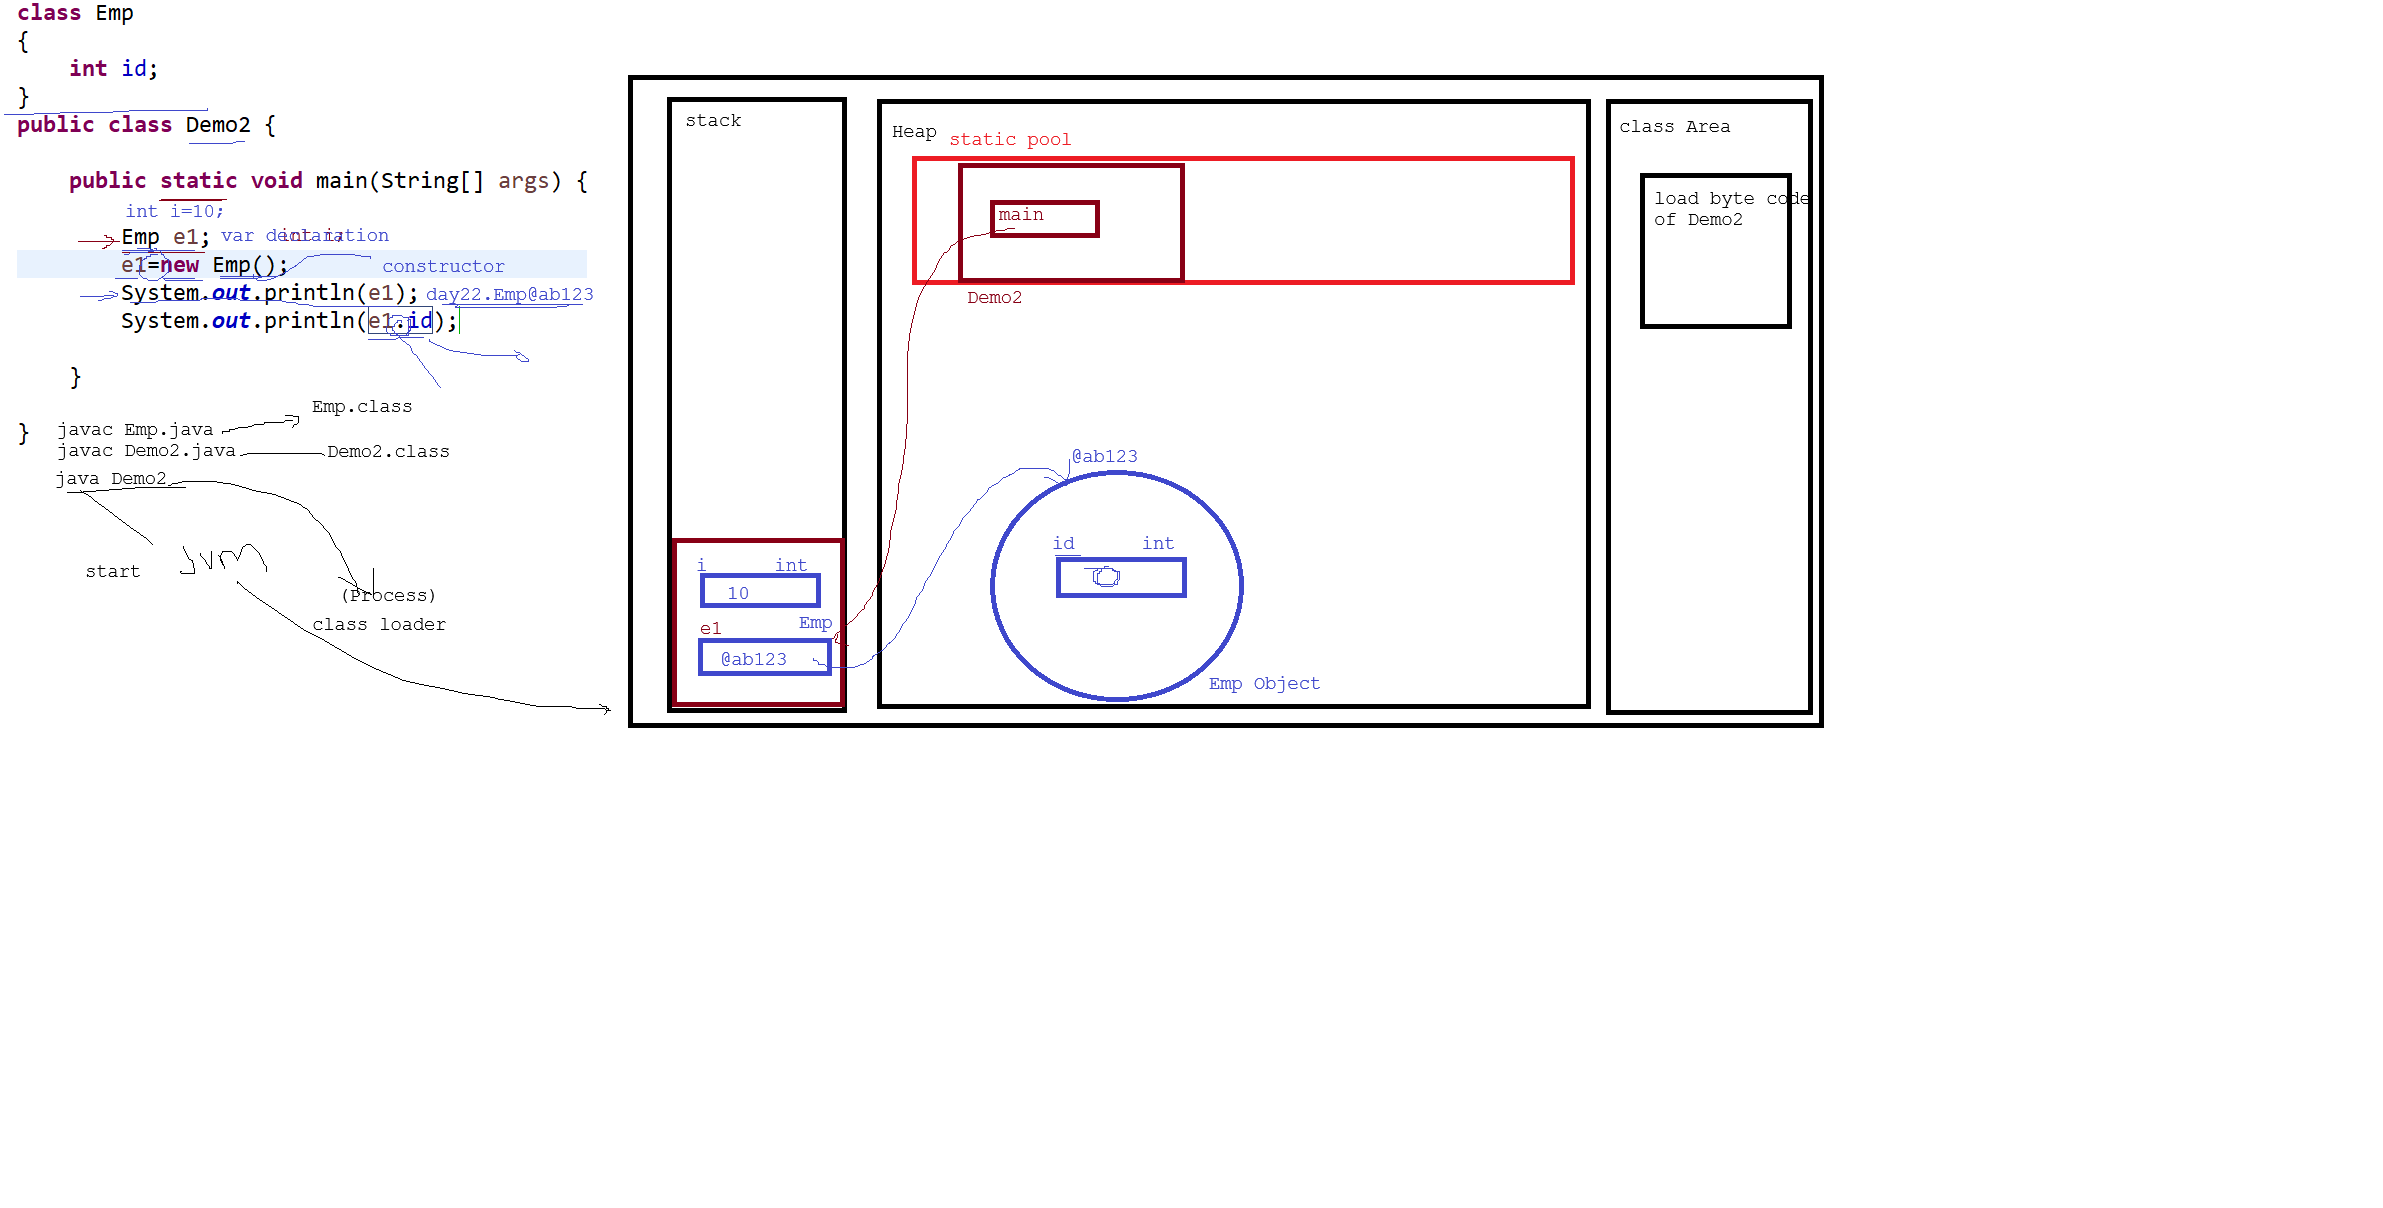 class Emp
{
    int id;
}
public class Demo2 {
    public static void main(String[] args) {
        int i=10;
        Emp e1; var declaration int i;
        e1=new Emp(); constructor
        System.out.println(e1); day22.Emp@ab123
        System.out.println(e1.id);
    }
}
Emp.class
javac Emp.java
javac Demo2.java Demo2.class
java Demo2
start JVM
(Process)
class loader
stack
i int
10
e1 Emp
@ab123
Heap static pool
main
Demo2
@ab123
id int
0
Emp Object
class Area
load byte code
of Demo2